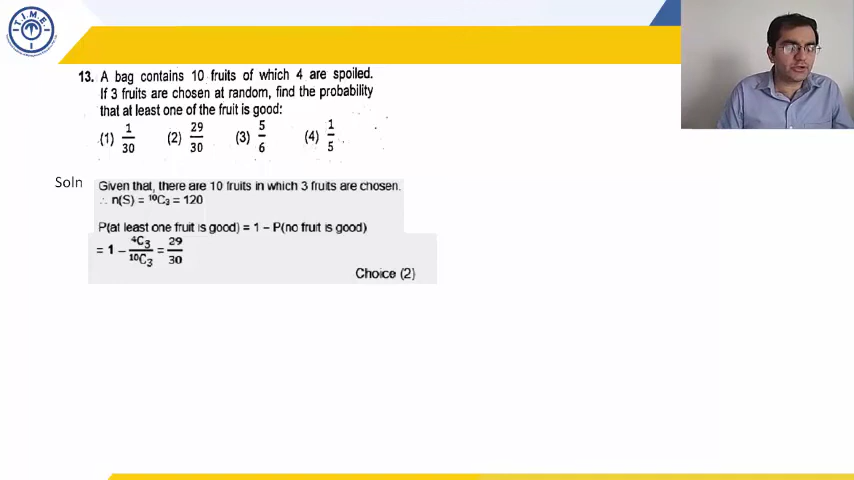 T.I.M.E.
13. A bag contains 10 fruits of which 4 are spoiled.
If 3 fruits are chosen at random, find the probability
that at least one of the fruit is good:
(1) 1/30 (2) 29/30 (3) 5/6 (4) 1/5
Soln
Given that, there are 10 fruits in which 3 fruits are chosen.
∴ n(S) = ¹⁰C₃ = 120
P(at least one fruit is good) = 1 – P(no fruit is good)
= 1 – ⁴C₃/¹⁰C₃ = 29/30
Choice (2)